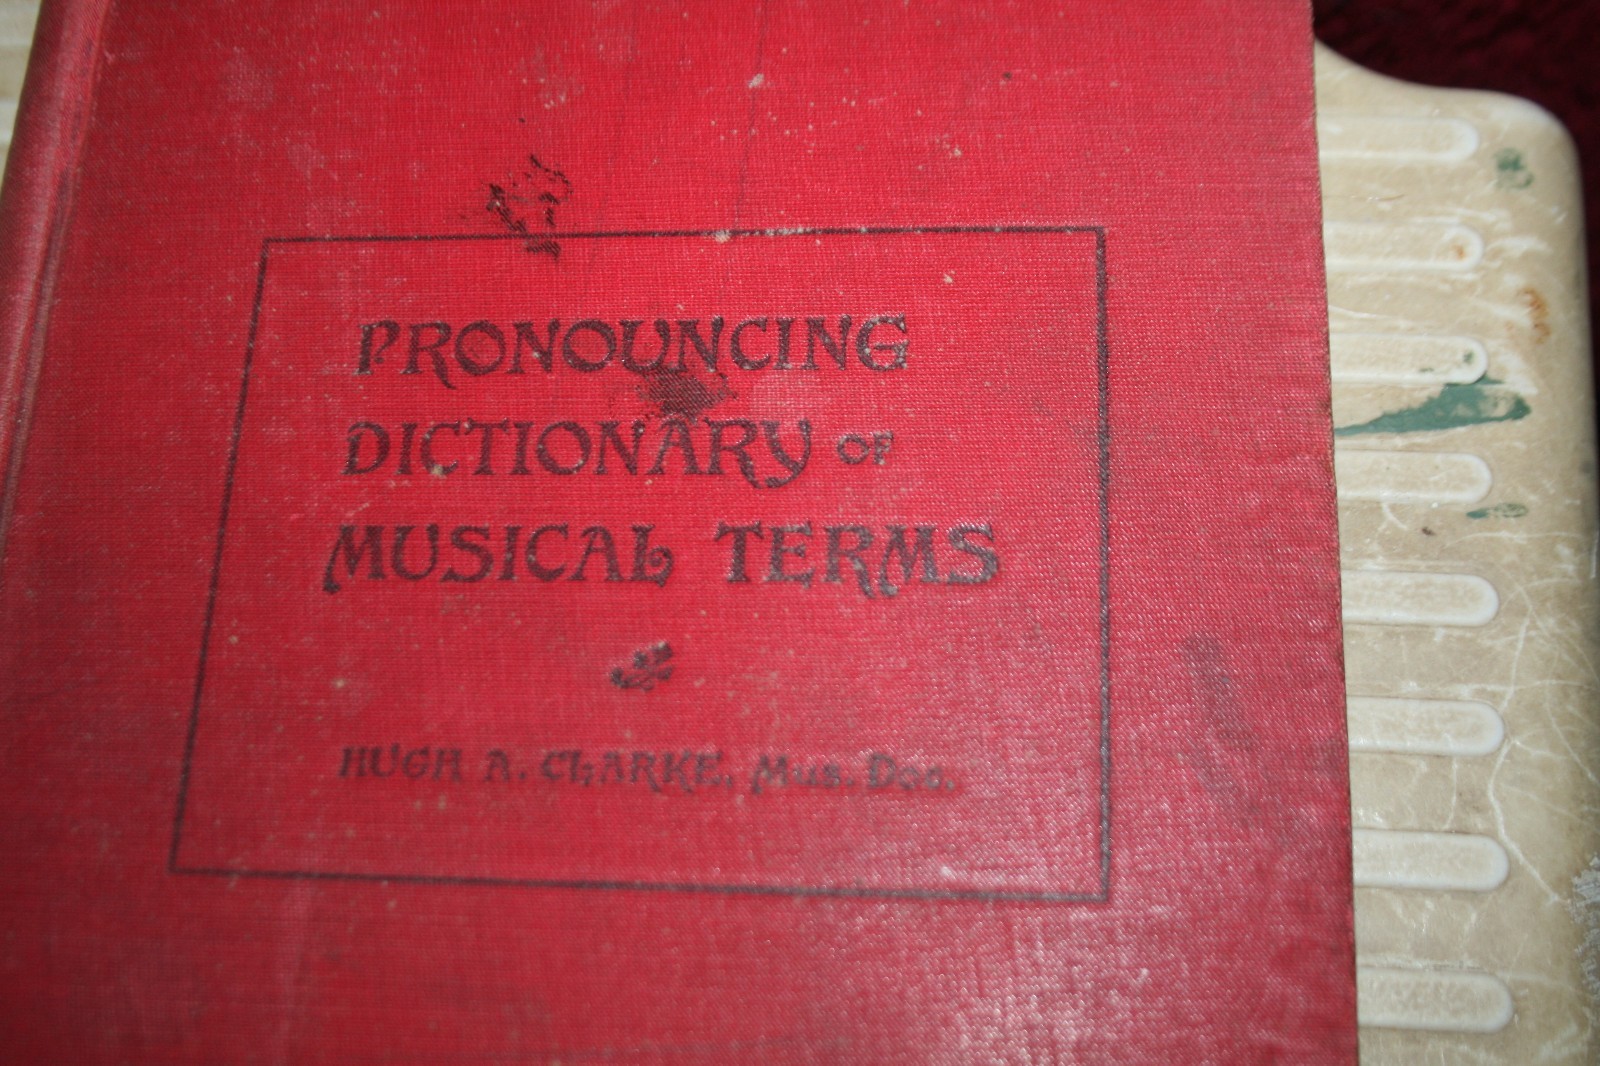 PRONOUNCING
DICTIONARY OF
MUSICAL TERMS
HUGH A. CLARKE, Mus. Doc.